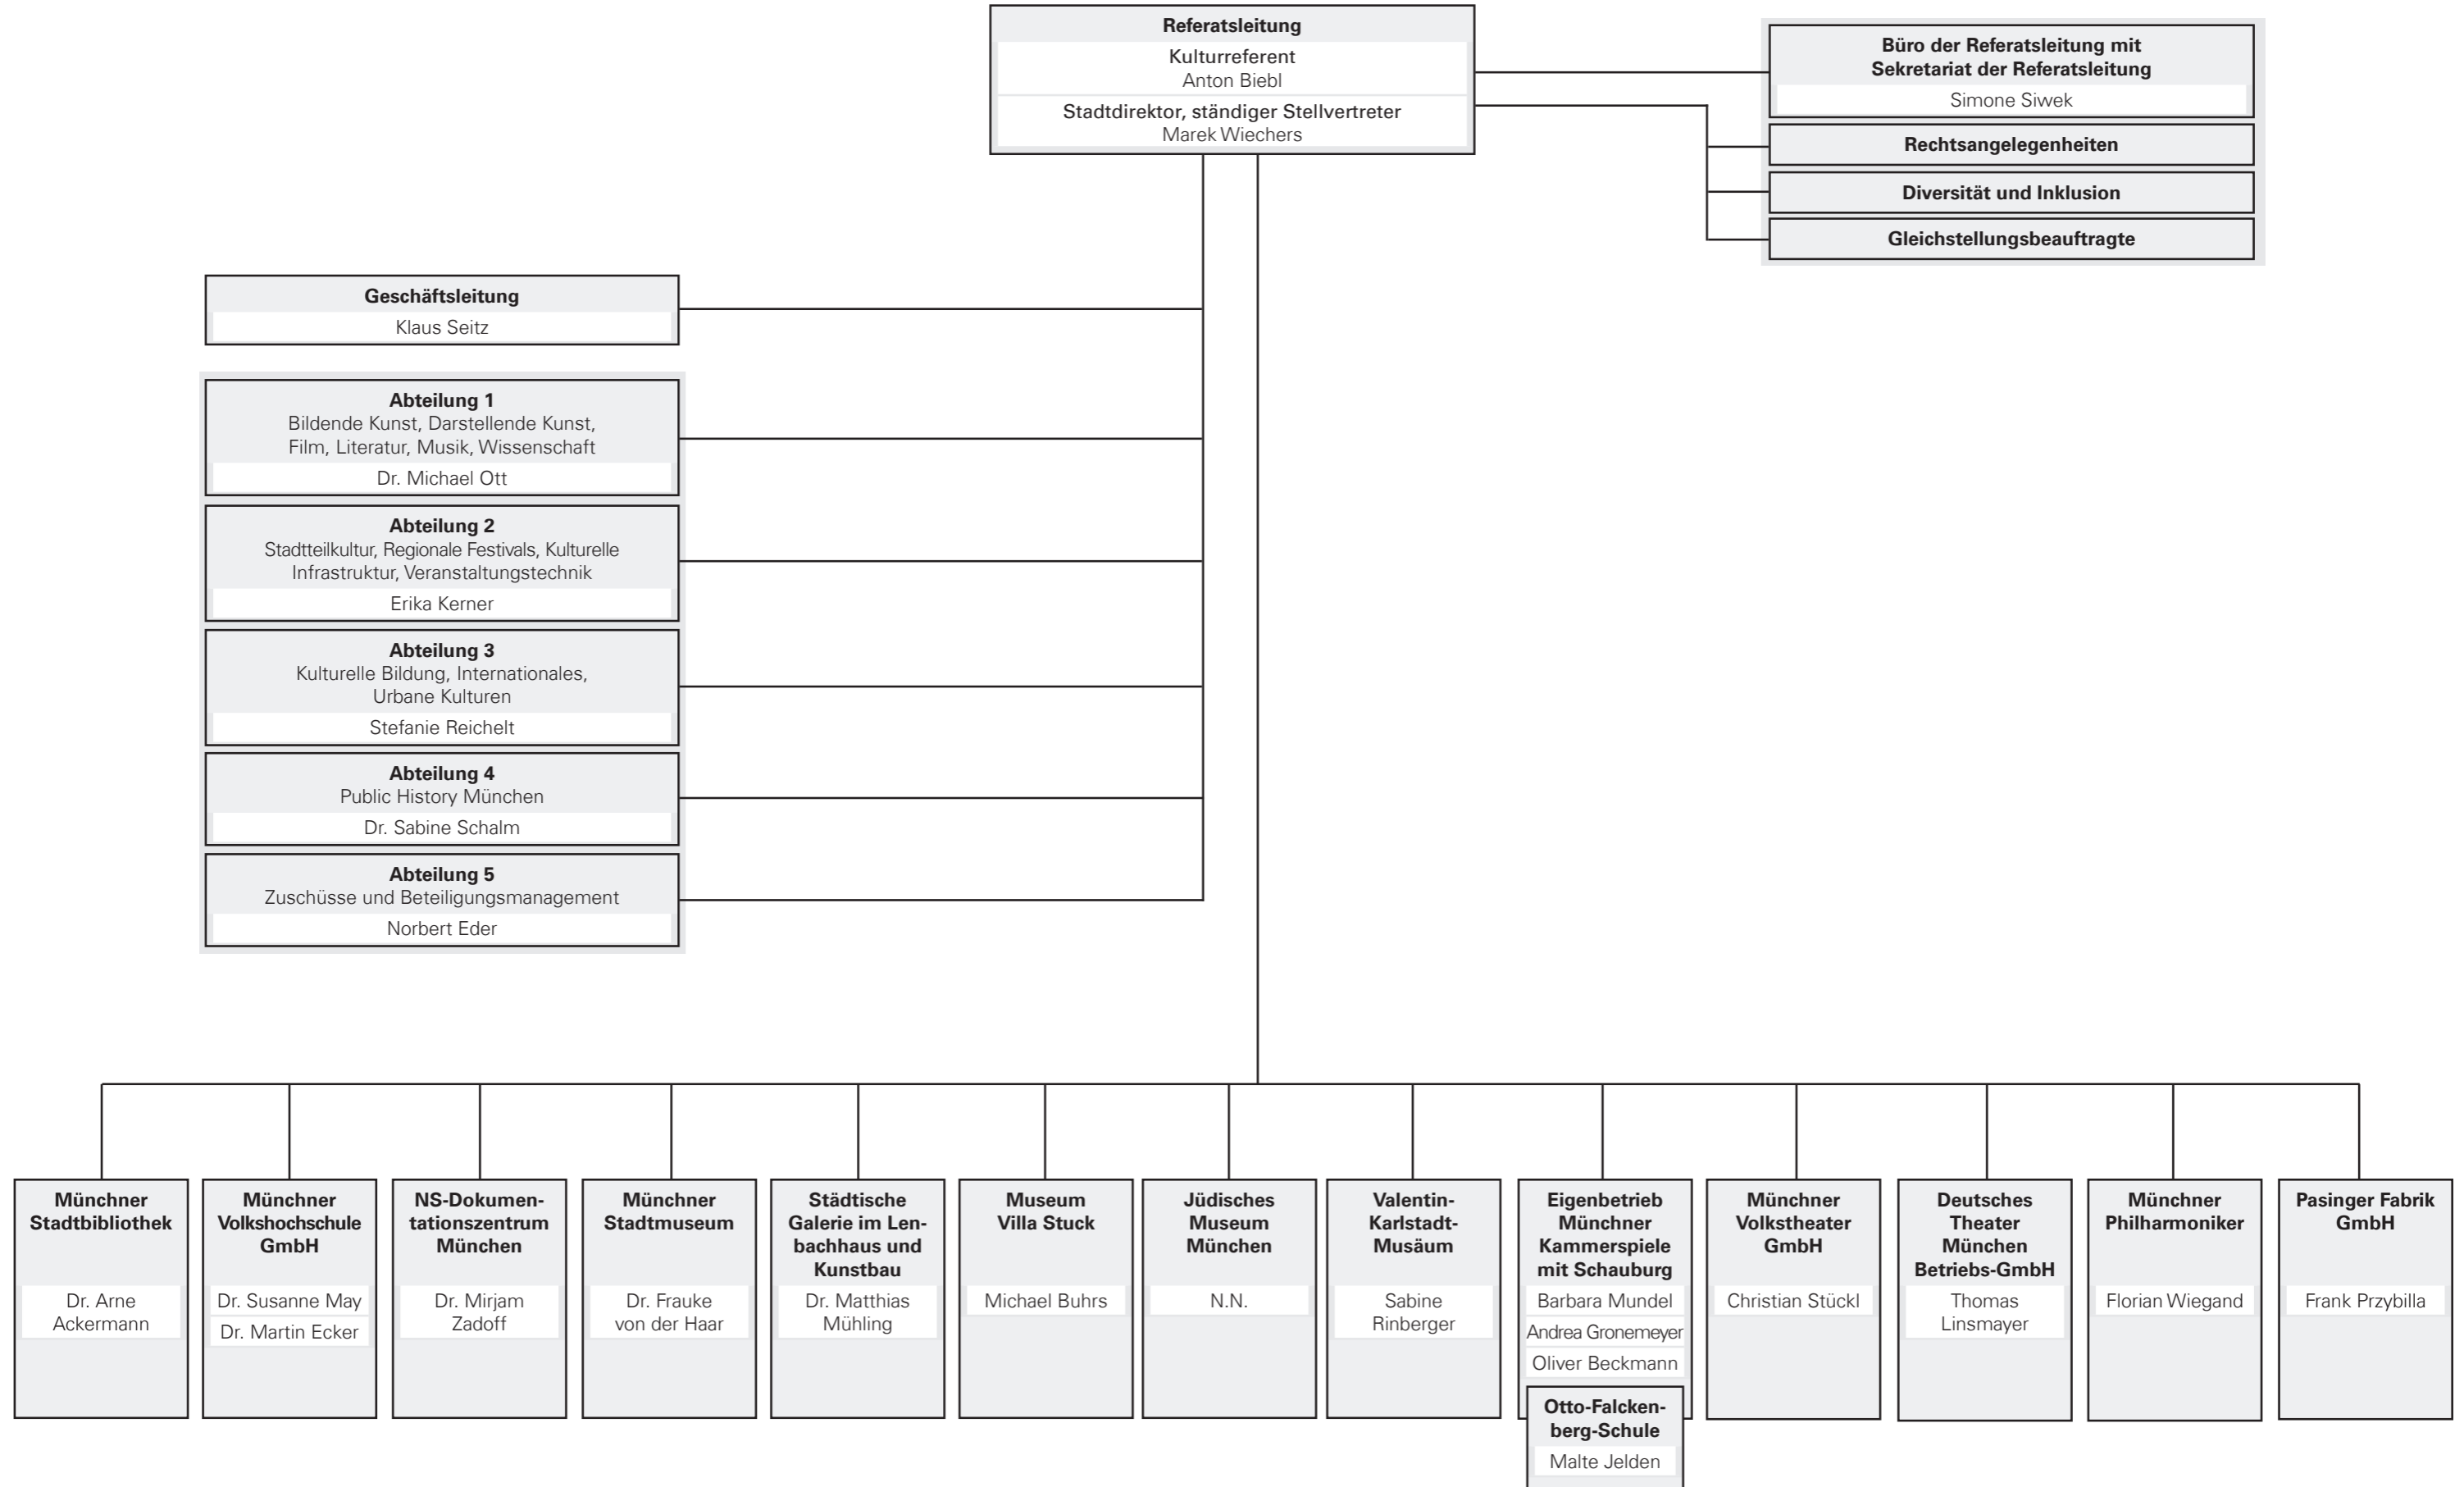 Referatsleitung
Kulturreferent
Anton Biebl
Stadtdirektor, ständiger Stellvertreter
Marek Wiechers
Büro der Referatsleitung mit
Sekretariat der Referatsleitung
Simone Siwek
Rechtsangelegenheiten
Diversität und Inklusion
Gleichstellungsbeauftragte
Geschäftsleitung
Klaus Seitz
Abteilung 1
Bildende Kunst, Darstellende Kunst,
Film, Literatur, Musik, Wissenschaft
Dr. Michael Ott
Abteilung 2
Stadtteilkultur, Regionale Festivals, Kulturelle
Infrastruktur, Veranstaltungstechnik
Erika Kerner
Abteilung 3
Kulturelle Bildung, Internationales,
Urbane Kulturen
Stefanie Reichelt
Abteilung 4
Public History München
Dr. Sabine Schalm
Abteilung 5
Zuschüsse und Beteiligungsmanagement
Norbert Eder
Münchner
Stadtbibliothek
Dr. Arne
Ackermann
Münchner
Volkshochschule
GmbH
Dr. Susanne May
Dr. Martin Ecker
NS-Dokumen-
tationszentrum
München
Dr. Mirjam
Zadoff
Münchner
Stadtmuseum
Dr. Frauke
von der Haar
Städtische
Galerie im Len-
bachhaus und
Kunstbau
Dr. Matthias
Mühling
Museum
Villa Stuck
Michael Buhrs
Jüdisches
Museum
München
N.N.
Valentin-
Karlstadt-
Musäum
Sabine
Rinberger
Eigenbetrieb
Münchner
Kammerspiele
mit Schauburg
Barbara Mundel
Andrea Gronemeyer
Oliver Beckmann
Otto-Falcken-
berg-Schule
Malte Jelden
Münchner
Volkstheater
GmbH
Christian Stückl
Deutsches
Theater
München
Betriebs-GmbH
Thomas
Linsmayer
Münchner
Philharmoniker
Florian Wiegand
Pasinger Fabrik
GmbH
Frank Przybilla